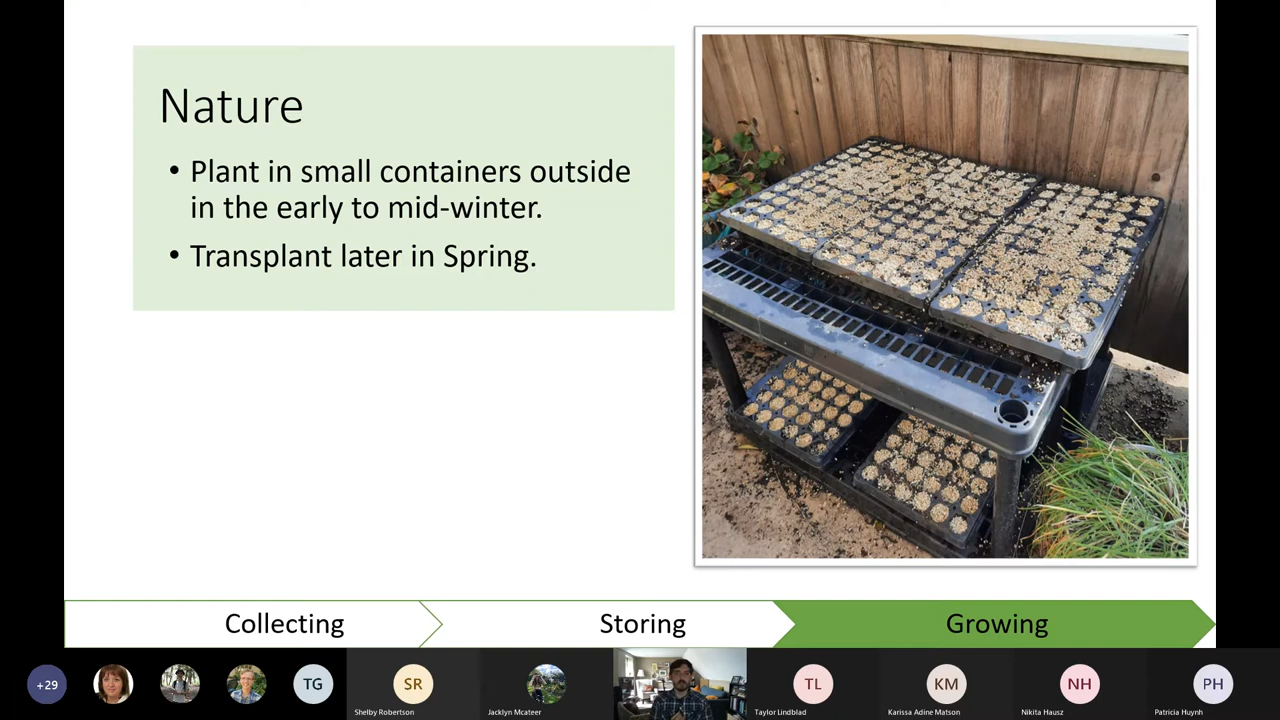 Nature
• Plant in small containers outside
in the early to mid-winter.
• Transplant later in Spring.
Collecting
Storing
Growing
+29
TG
SR
TL
KM
NH
PH
Shelby Robertson
Jacklyn Mcateer
Taylor Lindblad
Karissa Adine Matson
Nikita Hausz
Patricia Huynh